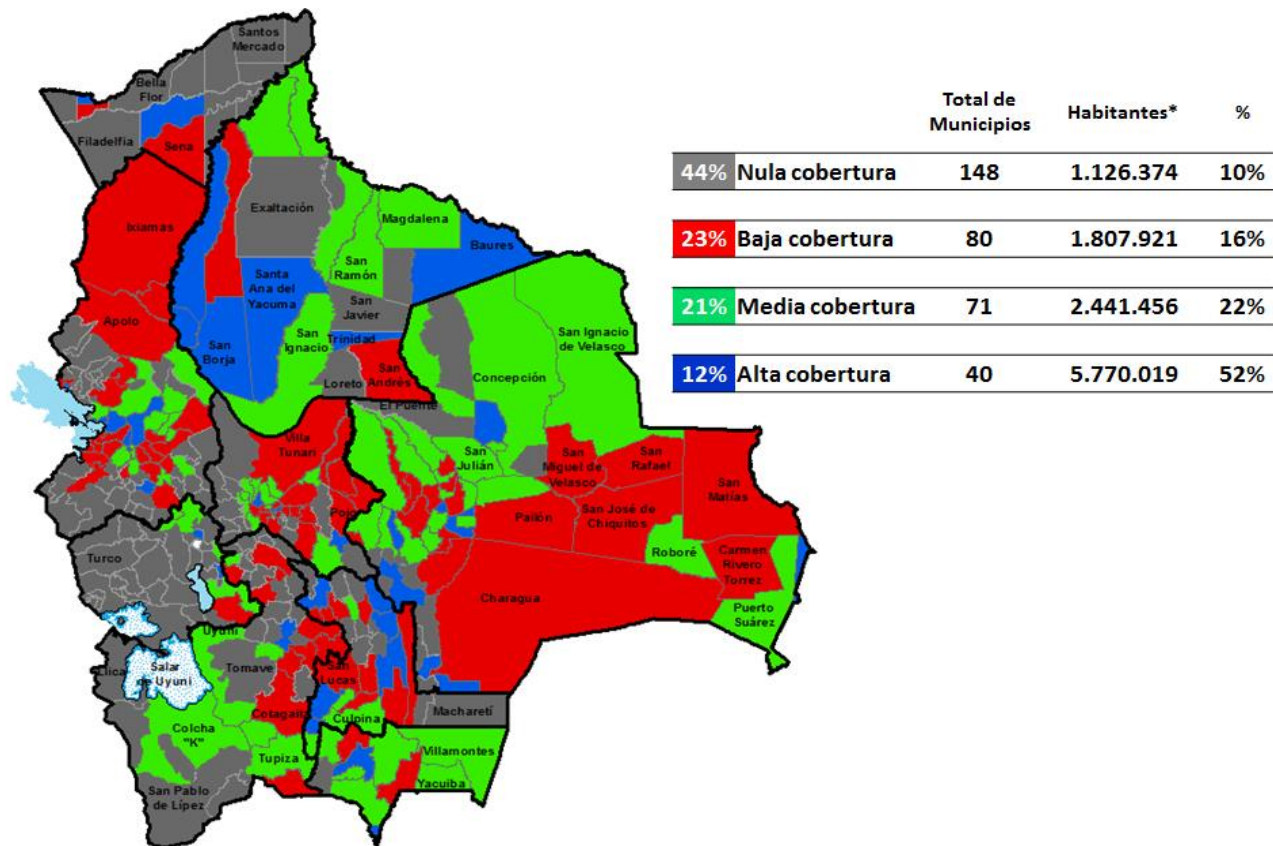 Santos
Mercado
Bella
Flor
Filadelfia
Sena
Ixiamas
Exaltación
Magdalena
Baures
San
Ramón
Santa
Ana del
Yacuma
San
Javier
Apolo
San
Borja
San
Ignacio
Trinidad
Loreto
San
Andrés
San Ignacio
de Velasco
Concepción
El Puente
Villa
Tunari
San
Julián
San
Miguel de
Velasco
San
Rafael
San
Matías
Pojo
Pailón
San José de
Chiquitos
Turco
Roboré
Carmen
Rivero
Torrez
Charagua
Puerto
Suárez
Uyuni
Llica
Salar
de Uyuni
Tomave
San
Lucas
Cotagaita
Culpina
Machareti
Colcha
"K"
Tupiza
Villamontes
Yacuiba
San Pablo
de Lípez
Total de
Municipios
Habitantes*
%
44% Nula cobertura 148 1.126.374 10%
23% Baja cobertura 80 1.807.921 16%
21% Media cobertura 71 2.441.456 22%
12% Alta cobertura 40 5.770.019 52%